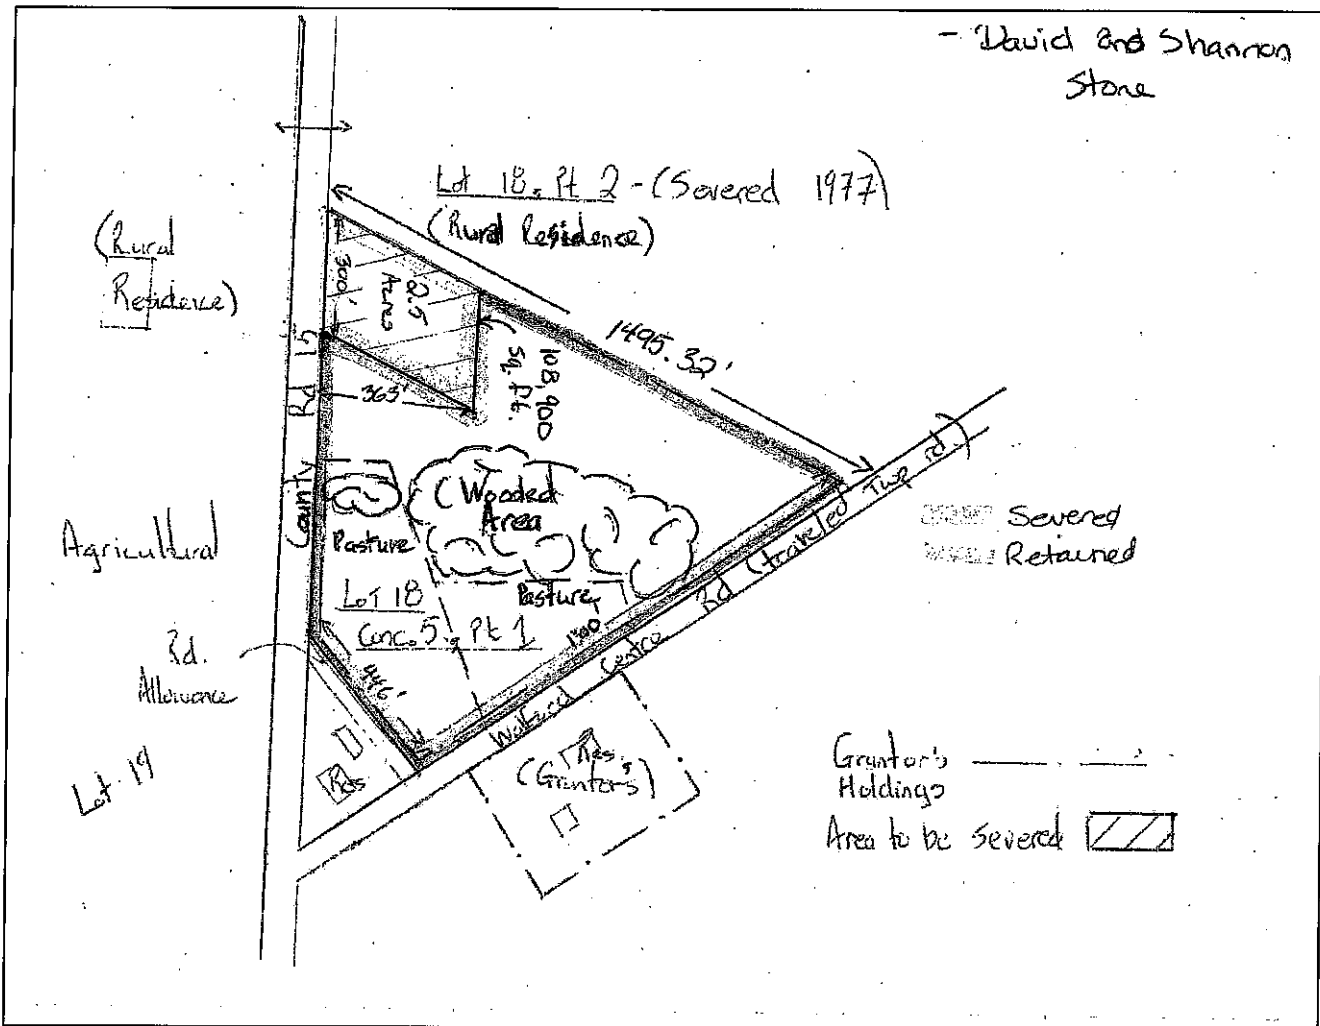 - David and Shannon
Stone
Lot 18, Pt 2 - (Severed 1977)
(Rural Residence)
(Rural
Residence)
300'
2.5
Acres
108,900
Sq. Ft.
1495.32'
363'
County Rd 15
(Wooded
Area
Pasture
Pasture
Agricultural
Lot 18
Conc. 5, Pt 1
Severed
Retained
Rd.
Allowance
446'
Centre Rd (traveled Twp rd.)
Res
Res.
(Grantors)
Lot 19
Grantor's
Holdings
Area to be Severed